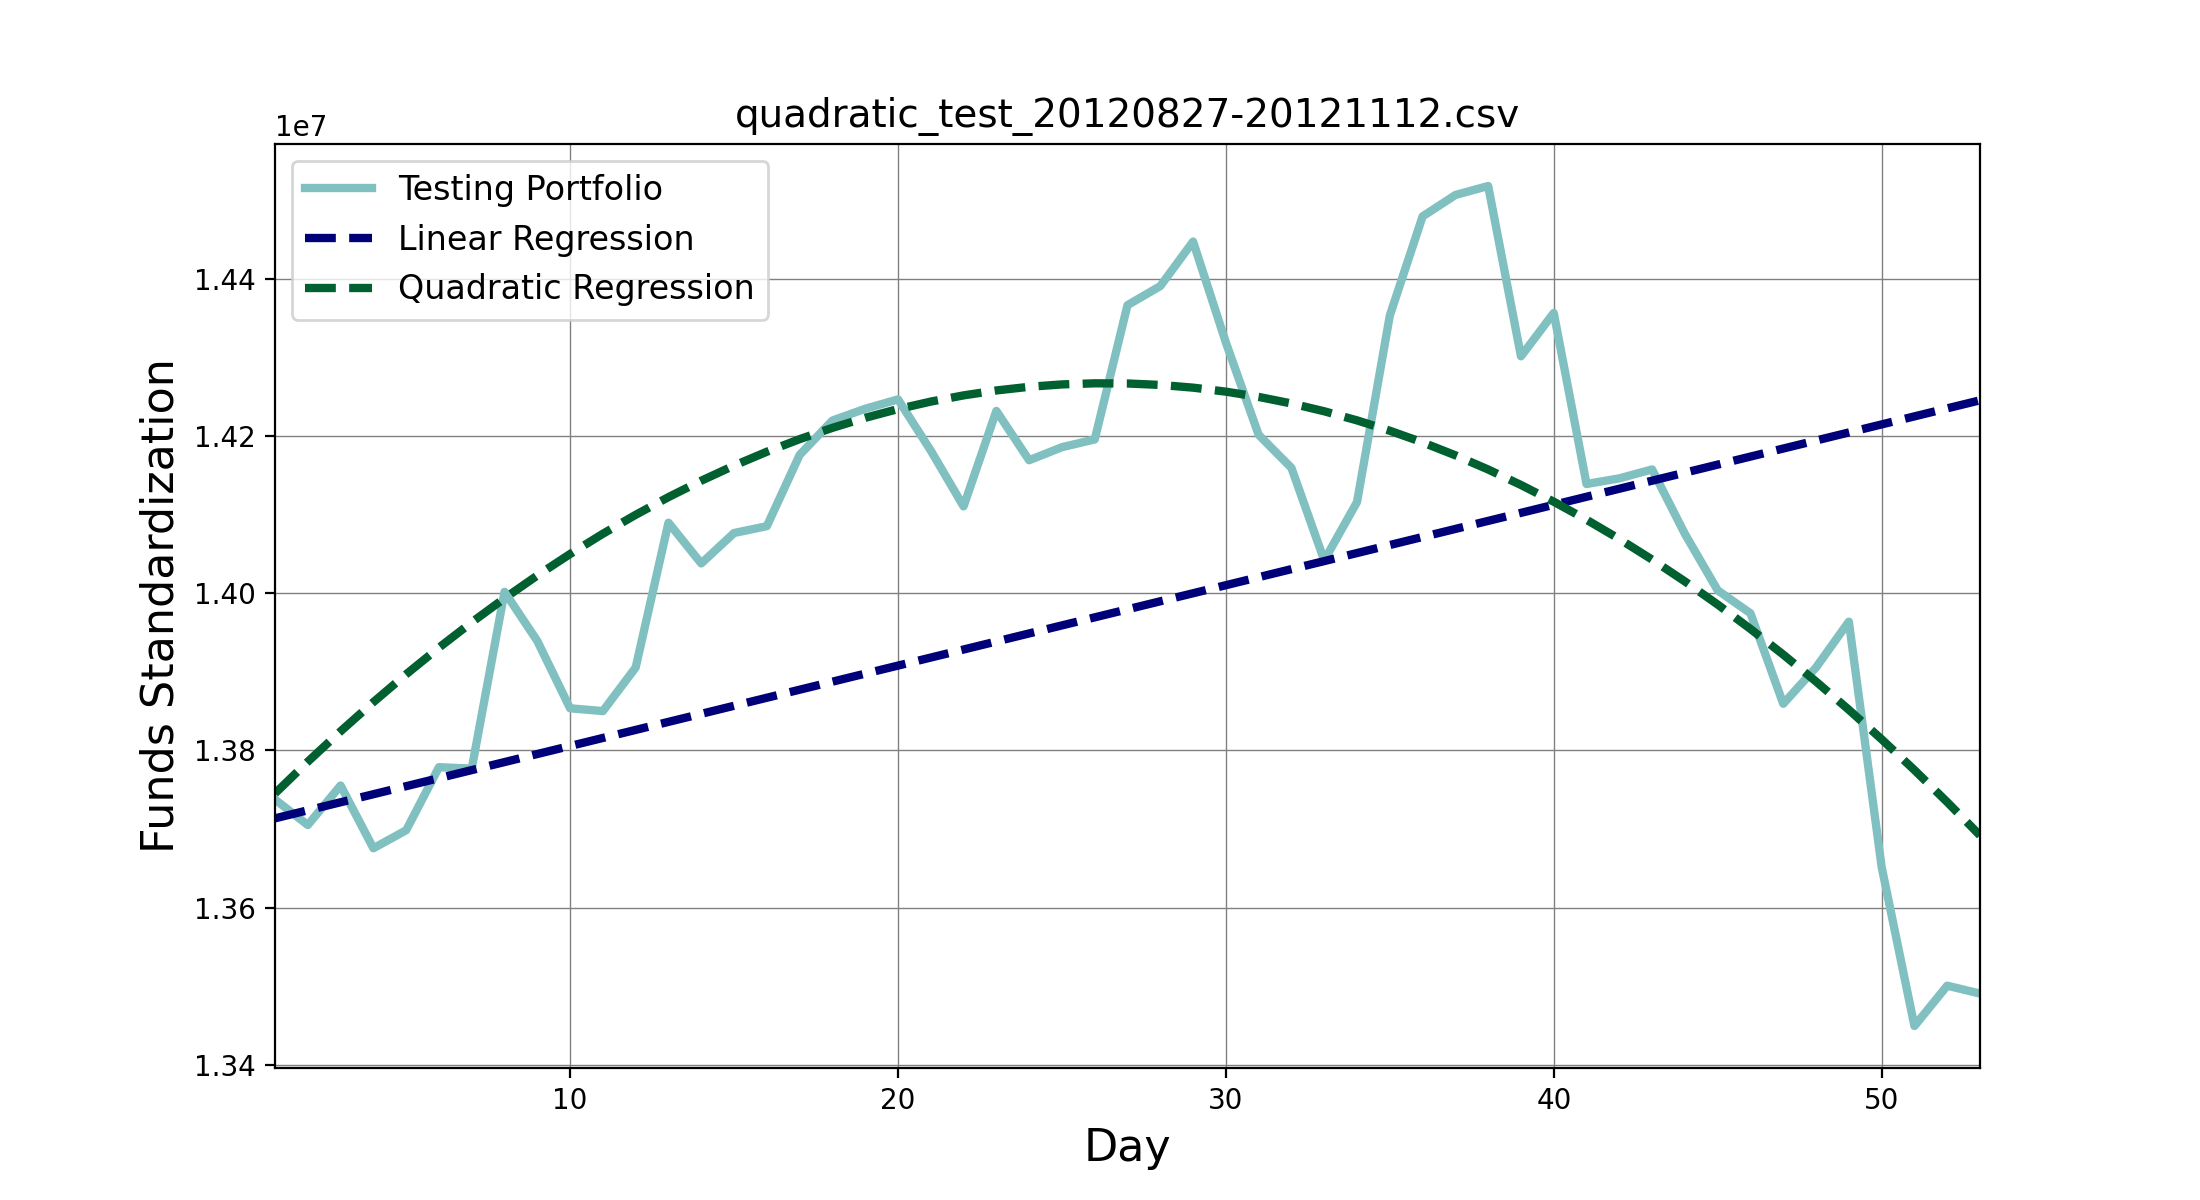 quadratic_test_20120827-20121112.csv
1e7
Testing Portfolio
Linear Regression
Quadratic Regression
Funds Standardization
1.44
1.42
1.40
1.38
1.36
1.34
10 20 30 40 50
Day